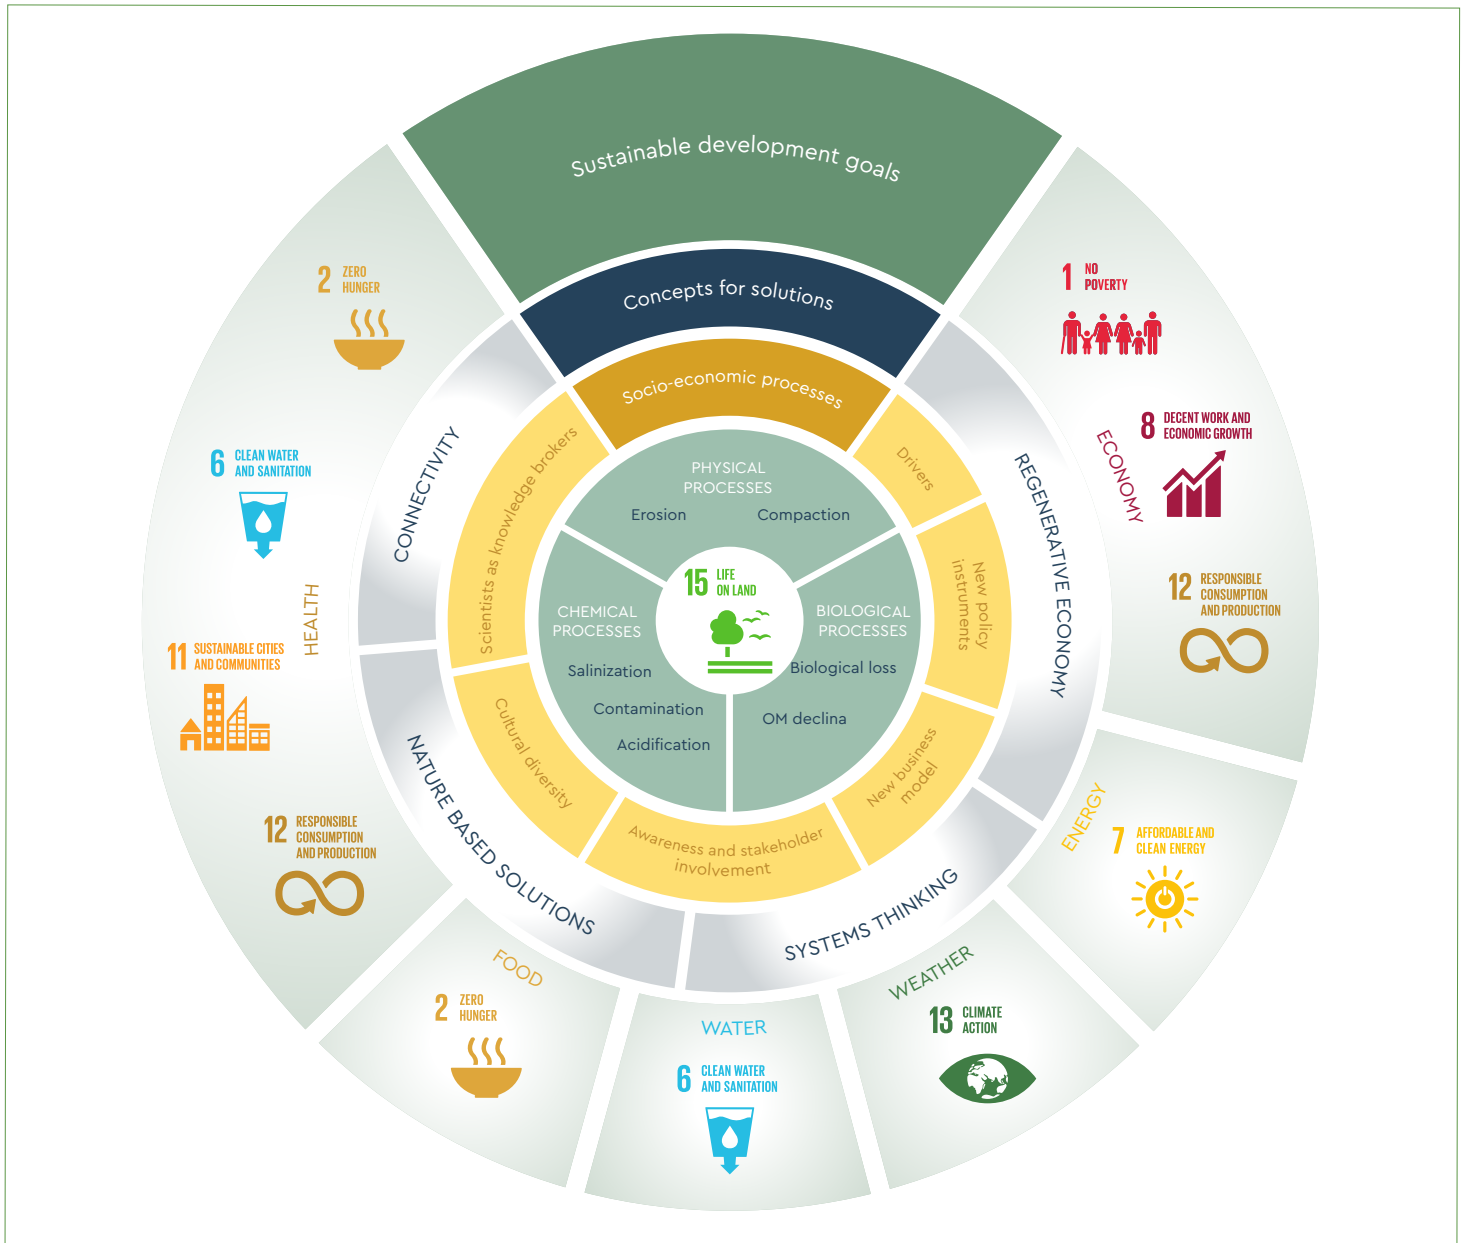 Sustainable development goals
Concepts for solutions
Socio-economic processes
PHYSICAL
PROCESSES
Erosion
Compaction
15 LIFE
ON LAND
CHEMICAL
PROCESSES
Salinization
Contamination
Acidification
BIOLOGICAL
PROCESSES
Biological loss
OM declina
Drivers
New policy
instruments
New business
model
Awareness and stakeholder
involvement
Cultural diversity
Scientists as knowledge brokers
REGENERATIVE ECONOMY
SYSTEMS THINKING
NATURE BASED SOLUTIONS
CONNECTIVITY
ECONOMY
1 NO
POVERTY
8 DECENT WORK AND
ECONOMIC GROWTH
12 RESPONSIBLE
CONSUMPTION
AND PRODUCTION
ENERGY
7 AFFORDABLE AND
CLEAN ENERGY
WEATHER
13 CLIMATE
ACTION
WATER
6 CLEAN WATER
AND SANITATION
FOOD
2 ZERO
HUNGER
HEALTH
2 ZERO
HUNGER
6 CLEAN WATER
AND SANITATION
11 SUSTAINABLE CITIES
AND COMMUNITIES
12 RESPONSIBLE
CONSUMPTION
AND PRODUCTION